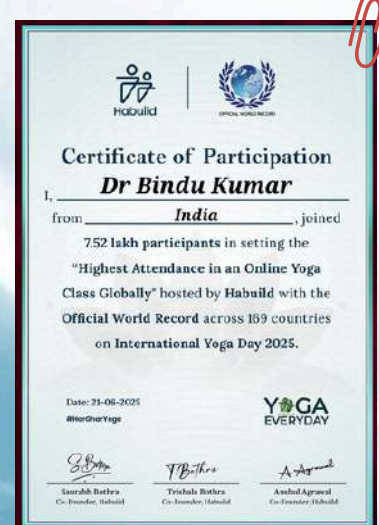 Habuild
OFFICIAL WORLD RECORD
Certificate of Participation
I, Dr Bindu Kumar
from India, joined
7.52 lakh participants in setting the
"Highest Attendance in an Online Yoga
Class Globally" hosted by Habuild with the
Official World Record across 169 countries
on International Yoga Day 2025.
Date: 21-06-2025
#HarGharYoga
YOGA
EVERYDAY
Saurabh Bothra
Co-Founder, Habuild
Trishala Bothra
Co-Founder, Habuild
Anshul Agrawal
Co-Founder, Habuild